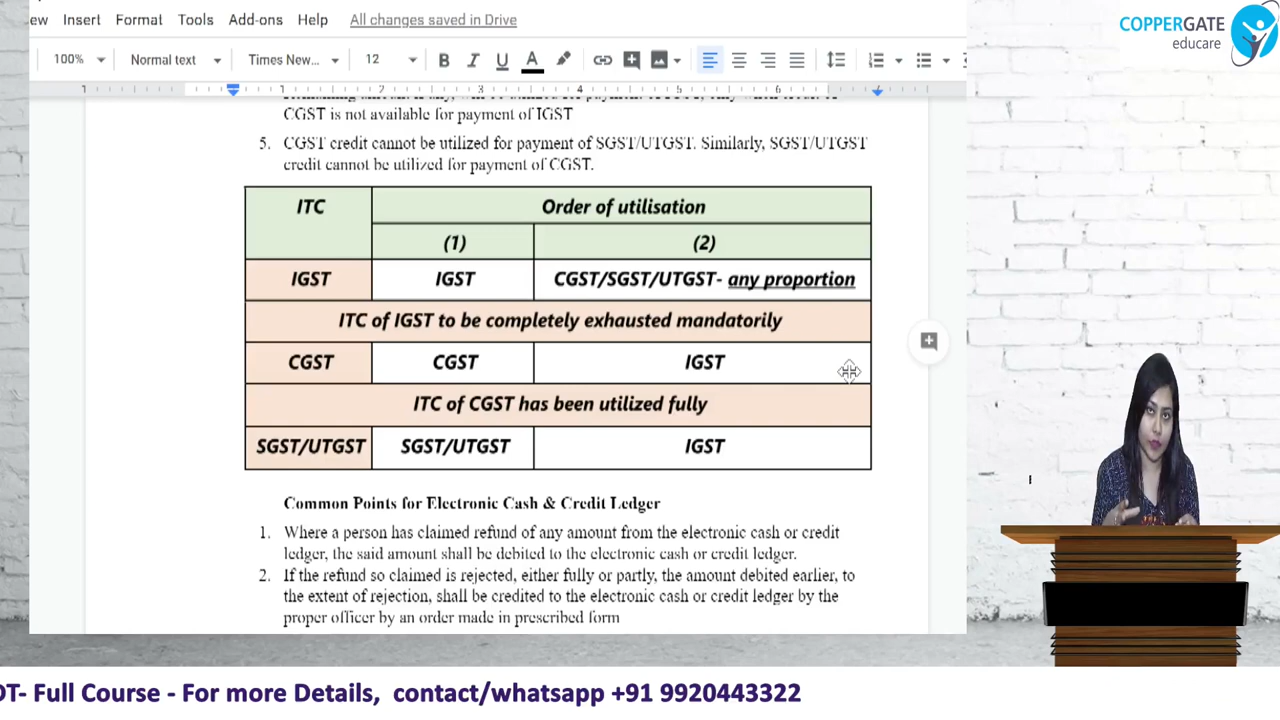 ew Insert Format Tools Add-ons Help All changes saved in Drive
COPPERGATE
educare
100% Normal text Times New... 12 B I U A
1 1 2 3 4 5 6
CGST is not available for payment of IGST
5. CGST credit cannot be utilized for payment of SGST/UTGST. Similarly, SGST/UTGST
credit cannot be utilized for payment of CGST.
ITC Order of utilisation
(1) (2)
IGST IGST CGST/SGST/UTGST- any proportion
ITC of IGST to be completely exhausted mandatorily
CGST CGST IGST
ITC of CGST has been utilized fully
SGST/UTGST SGST/UTGST IGST
Common Points for Electronic Cash & Credit Ledger
1. Where a person has claimed refund of any amount from the electronic cash or credit
ledger, the said amount shall be debited to the electronic cash or credit ledger.
2. If the refund so claimed is rejected, either fully or partly, the amount debited earlier, to
the extent of rejection, shall be credited to the electronic cash or credit ledger by the
proper officer by an order made in prescribed form
DT- Full Course - For more Details, contact/whatsapp +91 9920443322